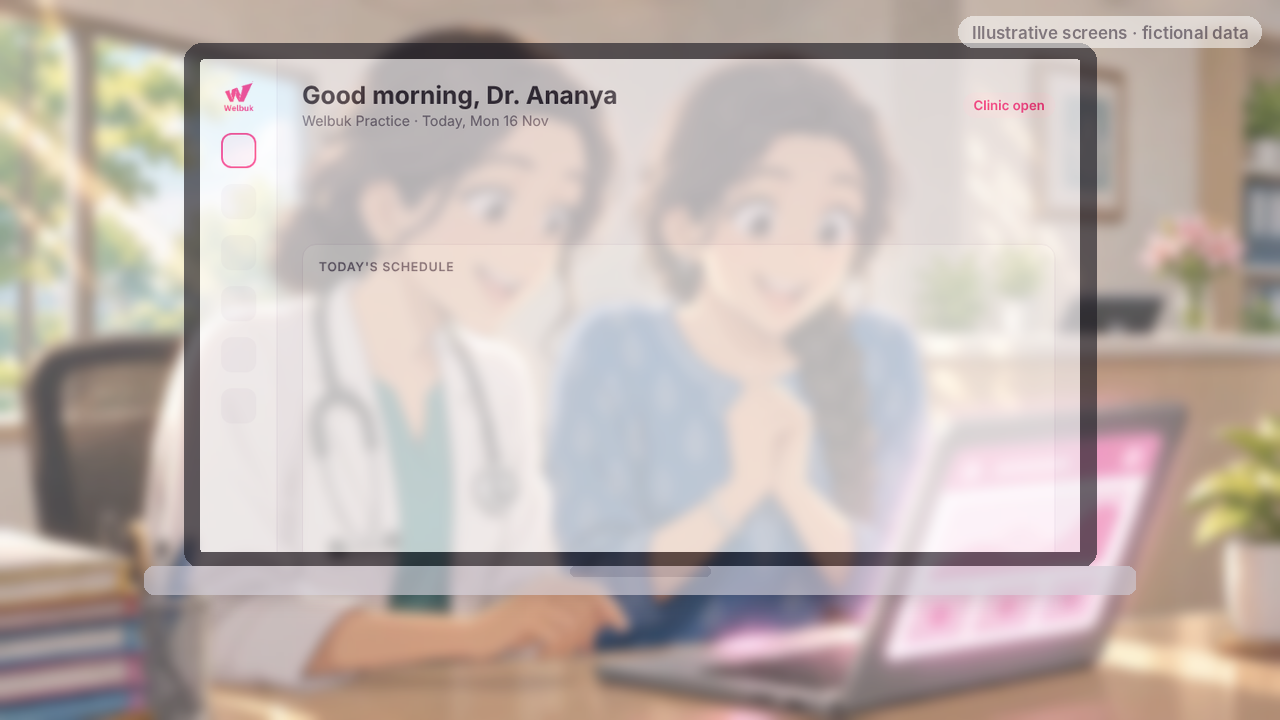 Illustrative screens · fictional data
Welbuk
Good morning, Dr. Ananya
Welbuk Practice · Today, Mon 16 Nov
Clinic open
TODAY'S SCHEDULE